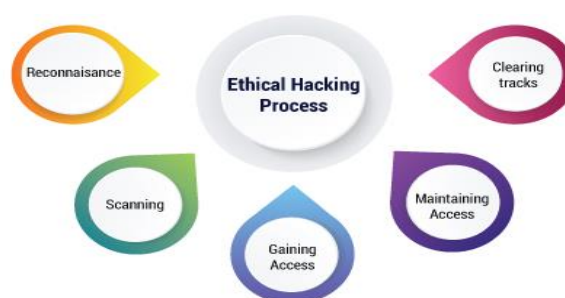 Ethical Hacking
Process
Reconnaisance
Scanning
Gaining
Access
Maintaining
Access
Clearing
tracks